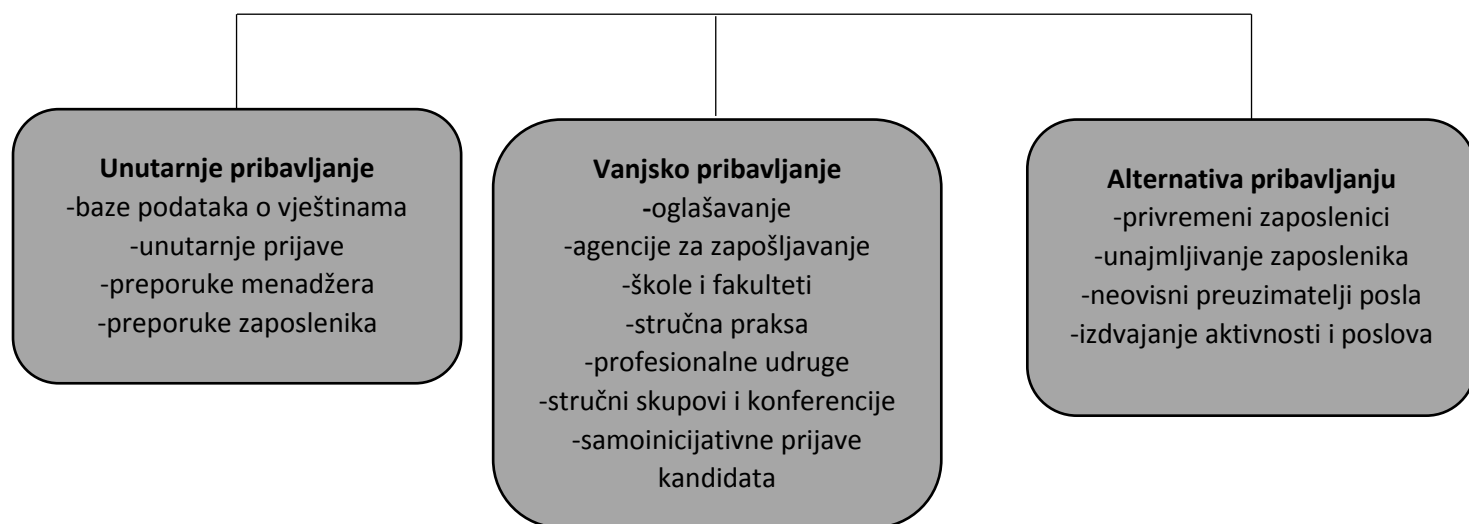 Unutarnje pribavljanje
-baze podataka o vještinama
-unutarnje prijave
-preporuke menadžera
-preporuke zaposlenika
Vanjsko pribavljanje
-oglašavanje
-agencije za zapošljavanje
-škole i fakulteti
-stručna praksa
-profesionalne udruge
-stručni skupovi i konferencije
-samoinicijativne prijave
kandidata
Alternativa pribavljanju
-privremeni zaposlenici
-unajmljivanje zaposlenika
-neovisni preuzimatelji posla
-izdvajanje aktivnosti i poslova